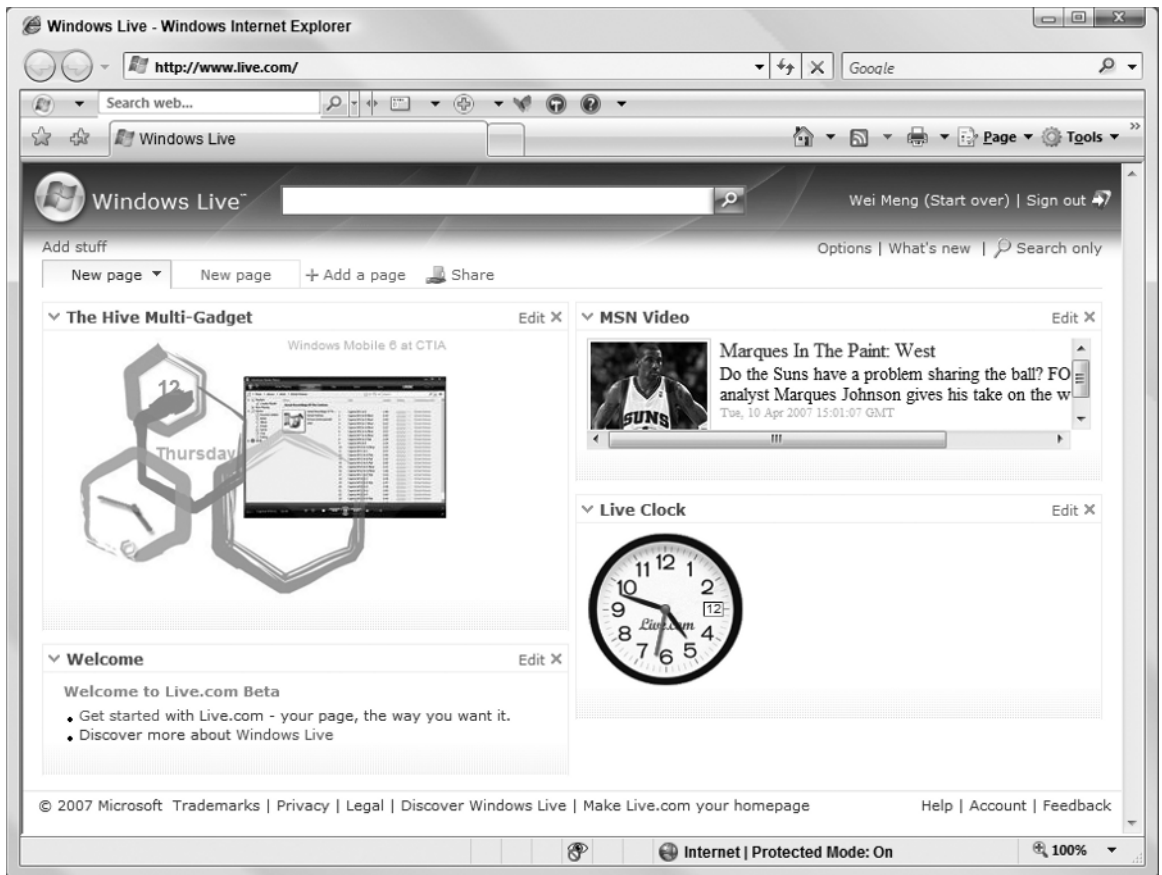 Windows Live - Windows Internet Explorer
http://www.live.com/
Google
Search web...
Windows Live
Page
Tools
Windows Live™
Wei Meng (Start over) | Sign out
Add stuff
Options | What's new | Search only
New page
New page
+ Add a page
Share
The Hive Multi-Gadget
Edit
Windows Mobile 6 at CTIA
12
Thursday
MSN Video
Edit
Marques In The Paint: West
Do the Suns have a problem sharing the ball? FO
analyst Marques Johnson gives his take on the w
Tue, 10 Apr 2007 15:01:07 GMT
SUNS
Live Clock
Edit
12
1
2
12
4
5
6
7
8
9
10
11
Live.com
Welcome
Edit
Welcome to Live.com Beta
• Get started with Live.com - your page, the way you want it.
• Discover more about Windows Live
© 2007 Microsoft Trademarks | Privacy | Legal | Discover Windows Live | Make Live.com your homepage
Help | Account | Feedback
Internet | Protected Mode: On
100%